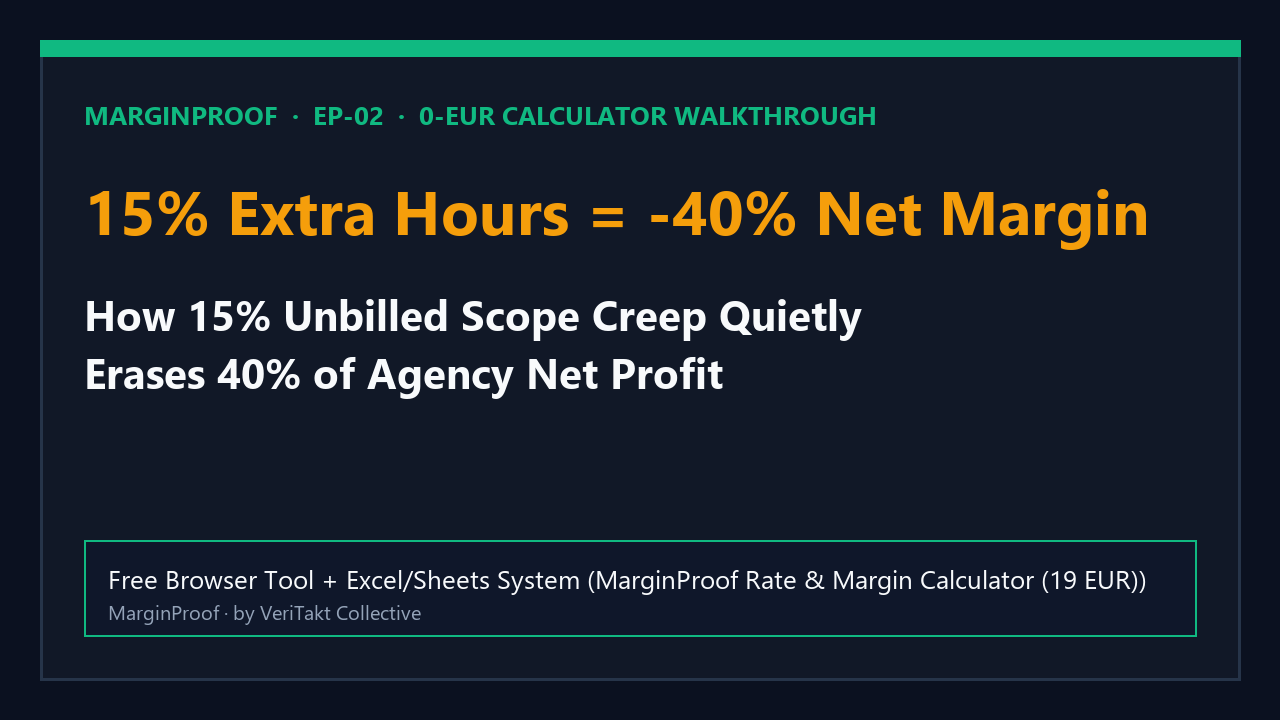 MARGINPROOF · EP-02 · 0-EUR CALCULATOR WALKTHROUGH
15% Extra Hours = -40% Net Margin
How 15% Unbilled Scope Creep Quietly
Erases 40% of Agency Net Profit
Free Browser Tool + Excel/Sheets System (MarginProof Rate & Margin Calculator (19 EUR))
MarginProof · by VeriTakt Collective